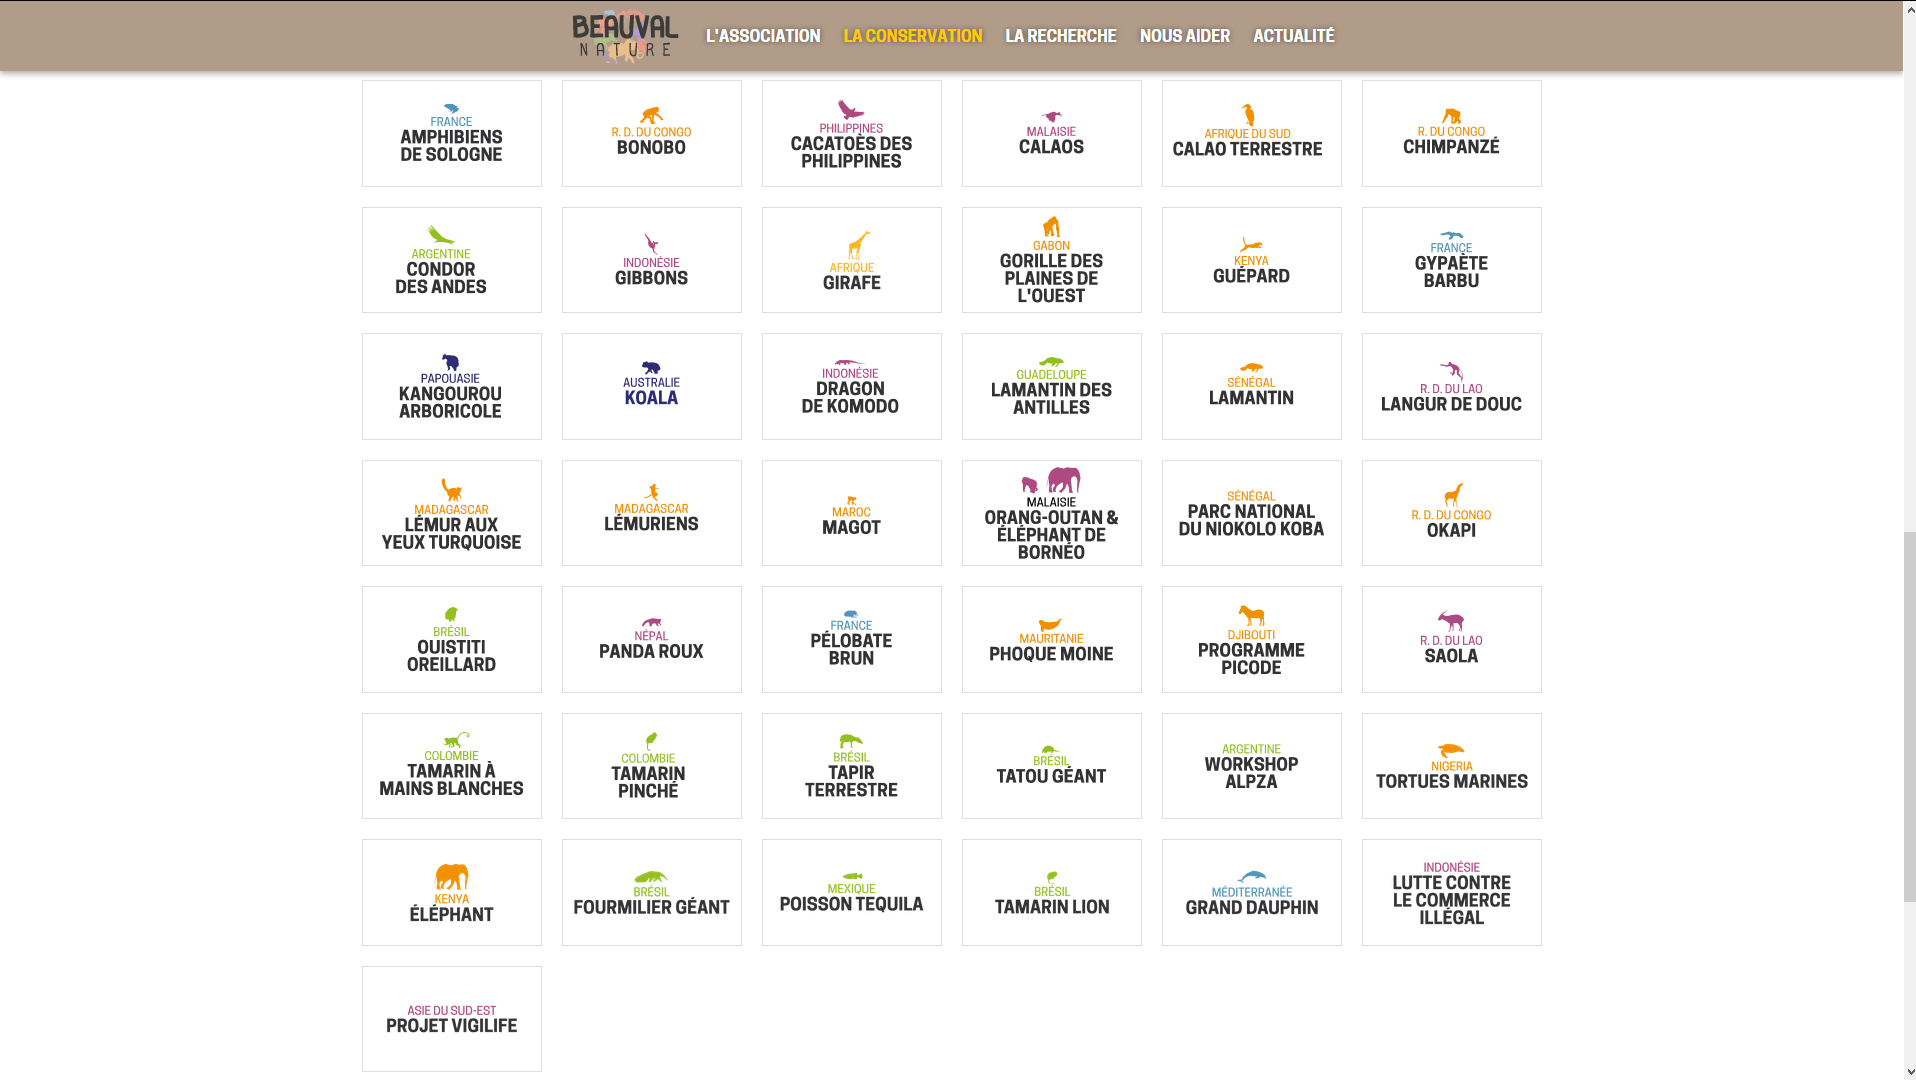 BEAUVAL
NATURE
L'ASSOCIATION
LA CONSERVATION
LA RECHERCHE
NOUS AIDER
ACTUALITÉ
FRANCE
AMPHIBIENS
DE SOLOGNE
R. D. DU CONGO
BONOBO
PHILIPPINES
CACATOÈS DES
PHILIPPINES
MALAISIE
CALAOS
AFRIQUE DU SUD
CALAO TERRESTRE
R. DU CONGO
CHIMPANZÉ
ARGENTINE
CONDOR
DES ANDES
INDONÉSIE
GIBBONS
AFRIQUE
GIRAFE
GABON
GORILLE DES
PLAINES DE
L'OUEST
KENYA
GUÉPARD
FRANCE
GYPAÈTE
BARBU
PAPOUASIE
KANGOUROU
ARBORICOLE
AUSTRALIE
KOALA
INDONÉSIE
DRAGON
DE KOMODO
GUADELOUPE
LAMANTIN DES
ANTILLES
SÉNÉGAL
LAMANTIN
R. D. DU LAO
LANGUR DE DOUC
MADAGASCAR
LÉMUR AUX
YEUX TURQUOISE
MADAGASCAR
LÉMURIENS
MAROC
MAGOT
MALAISIE
ORANG-OUTAN &
ÉLÉPHANT DE
BORNÉO
SÉNÉGAL
PARC NATIONAL
DU NIOKOLO KOBA
R. D. DU CONGO
OKAPI
BRÉSIL
OUISTITI
OREILLARD
NÉPAL
PANDA ROUX
FRANCE
PÉLOBATE
BRUN
MAURITANIE
PHOQUE MOINE
DJIBOUTI
PROGRAMME
PICODE
R. D. DU LAO
SAOLA
COLOMBIE
TAMARIN À
MAINS BLANCHES
COLOMBIE
TAMARIN
PINCHÉ
BRÉSIL
TAPIR
TERRESTRE
BRÉSIL
TATOU GÉANT
ARGENTINE
WORKSHOP
ALPZA
NIGERIA
TORTUES MARINES
KENYA
ÉLÉPHANT
BRÉSIL
FOURMILIER GÉANT
MEXIQUE
POISSON TEQUILA
BRÉSIL
TAMARIN LION
MÉDITERRANÉE
GRAND DAUPHIN
INDONÉSIE
LUTTE CONTRE
LE COMMERCE
ILLÉGAL
ASIE DU SUD-EST
PROJET VIGILIFE